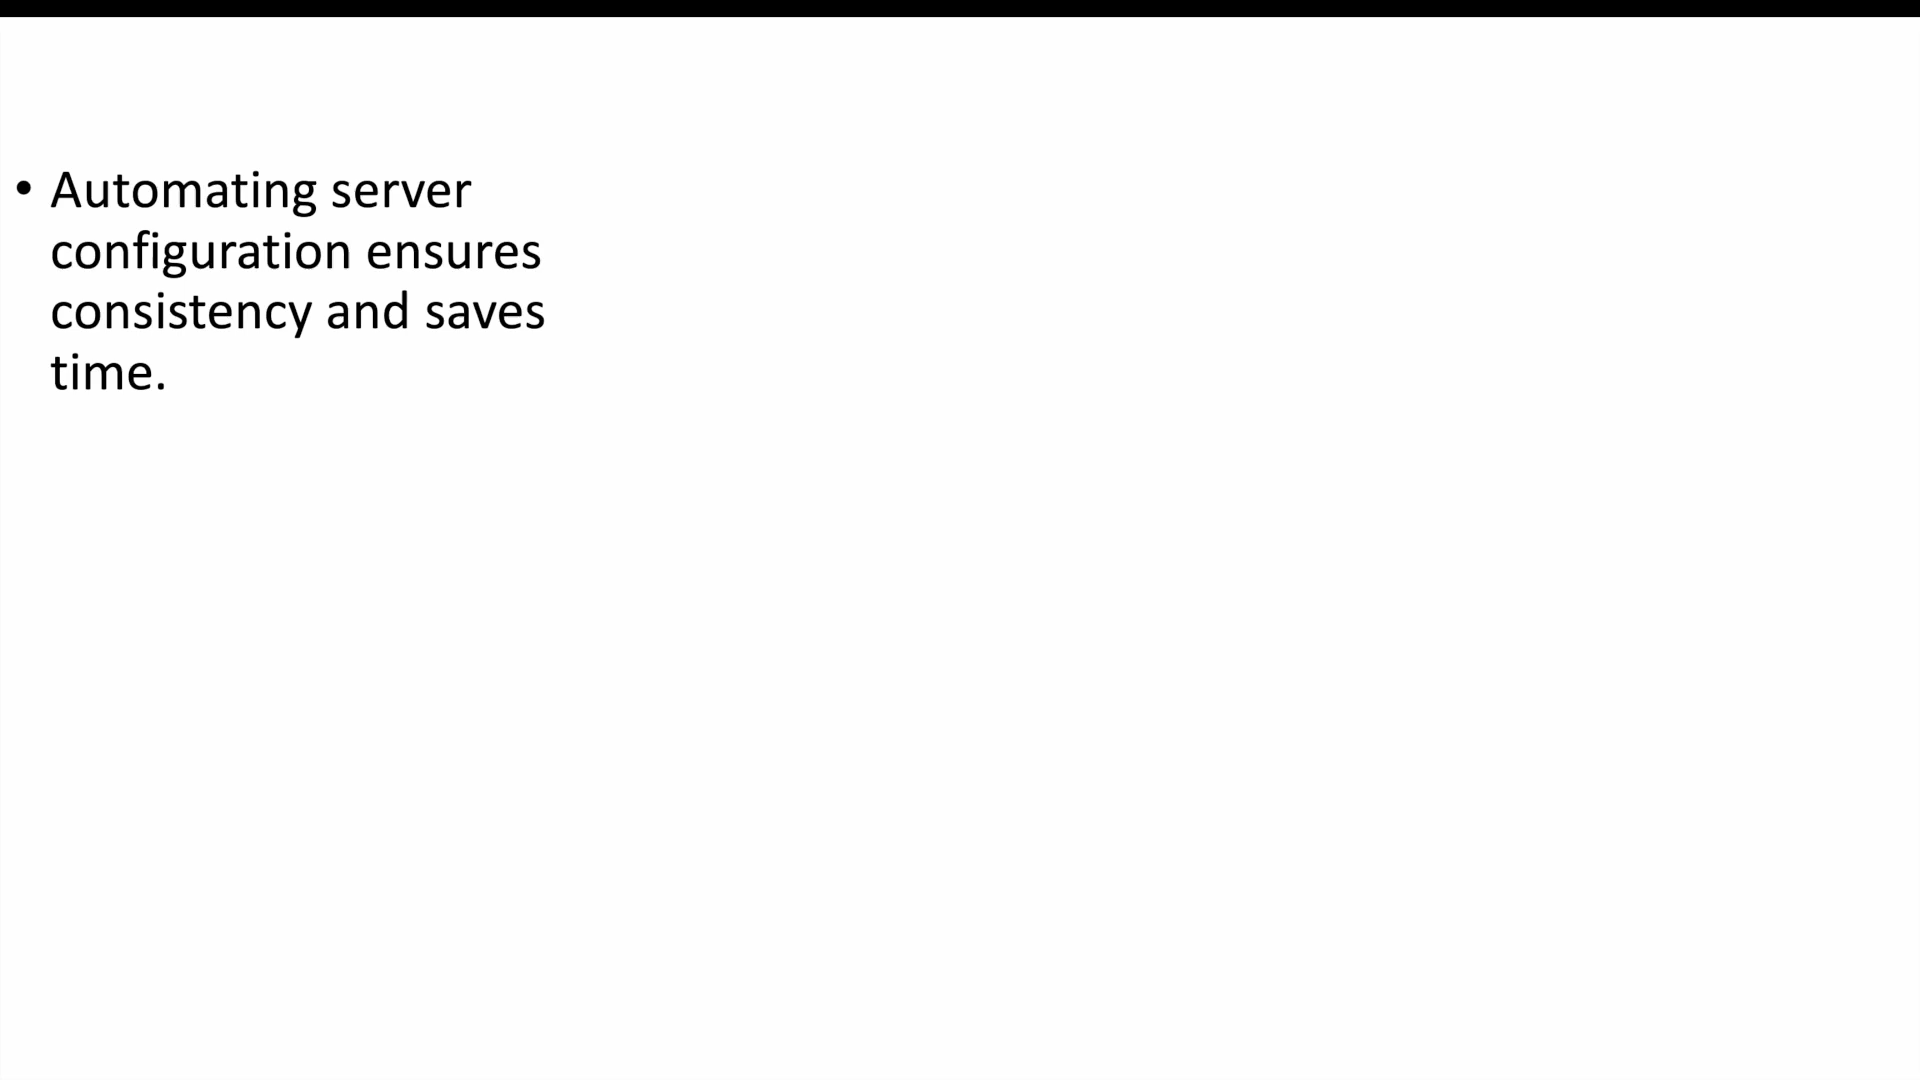 • Automating server
configuration ensures
consistency and saves
time.